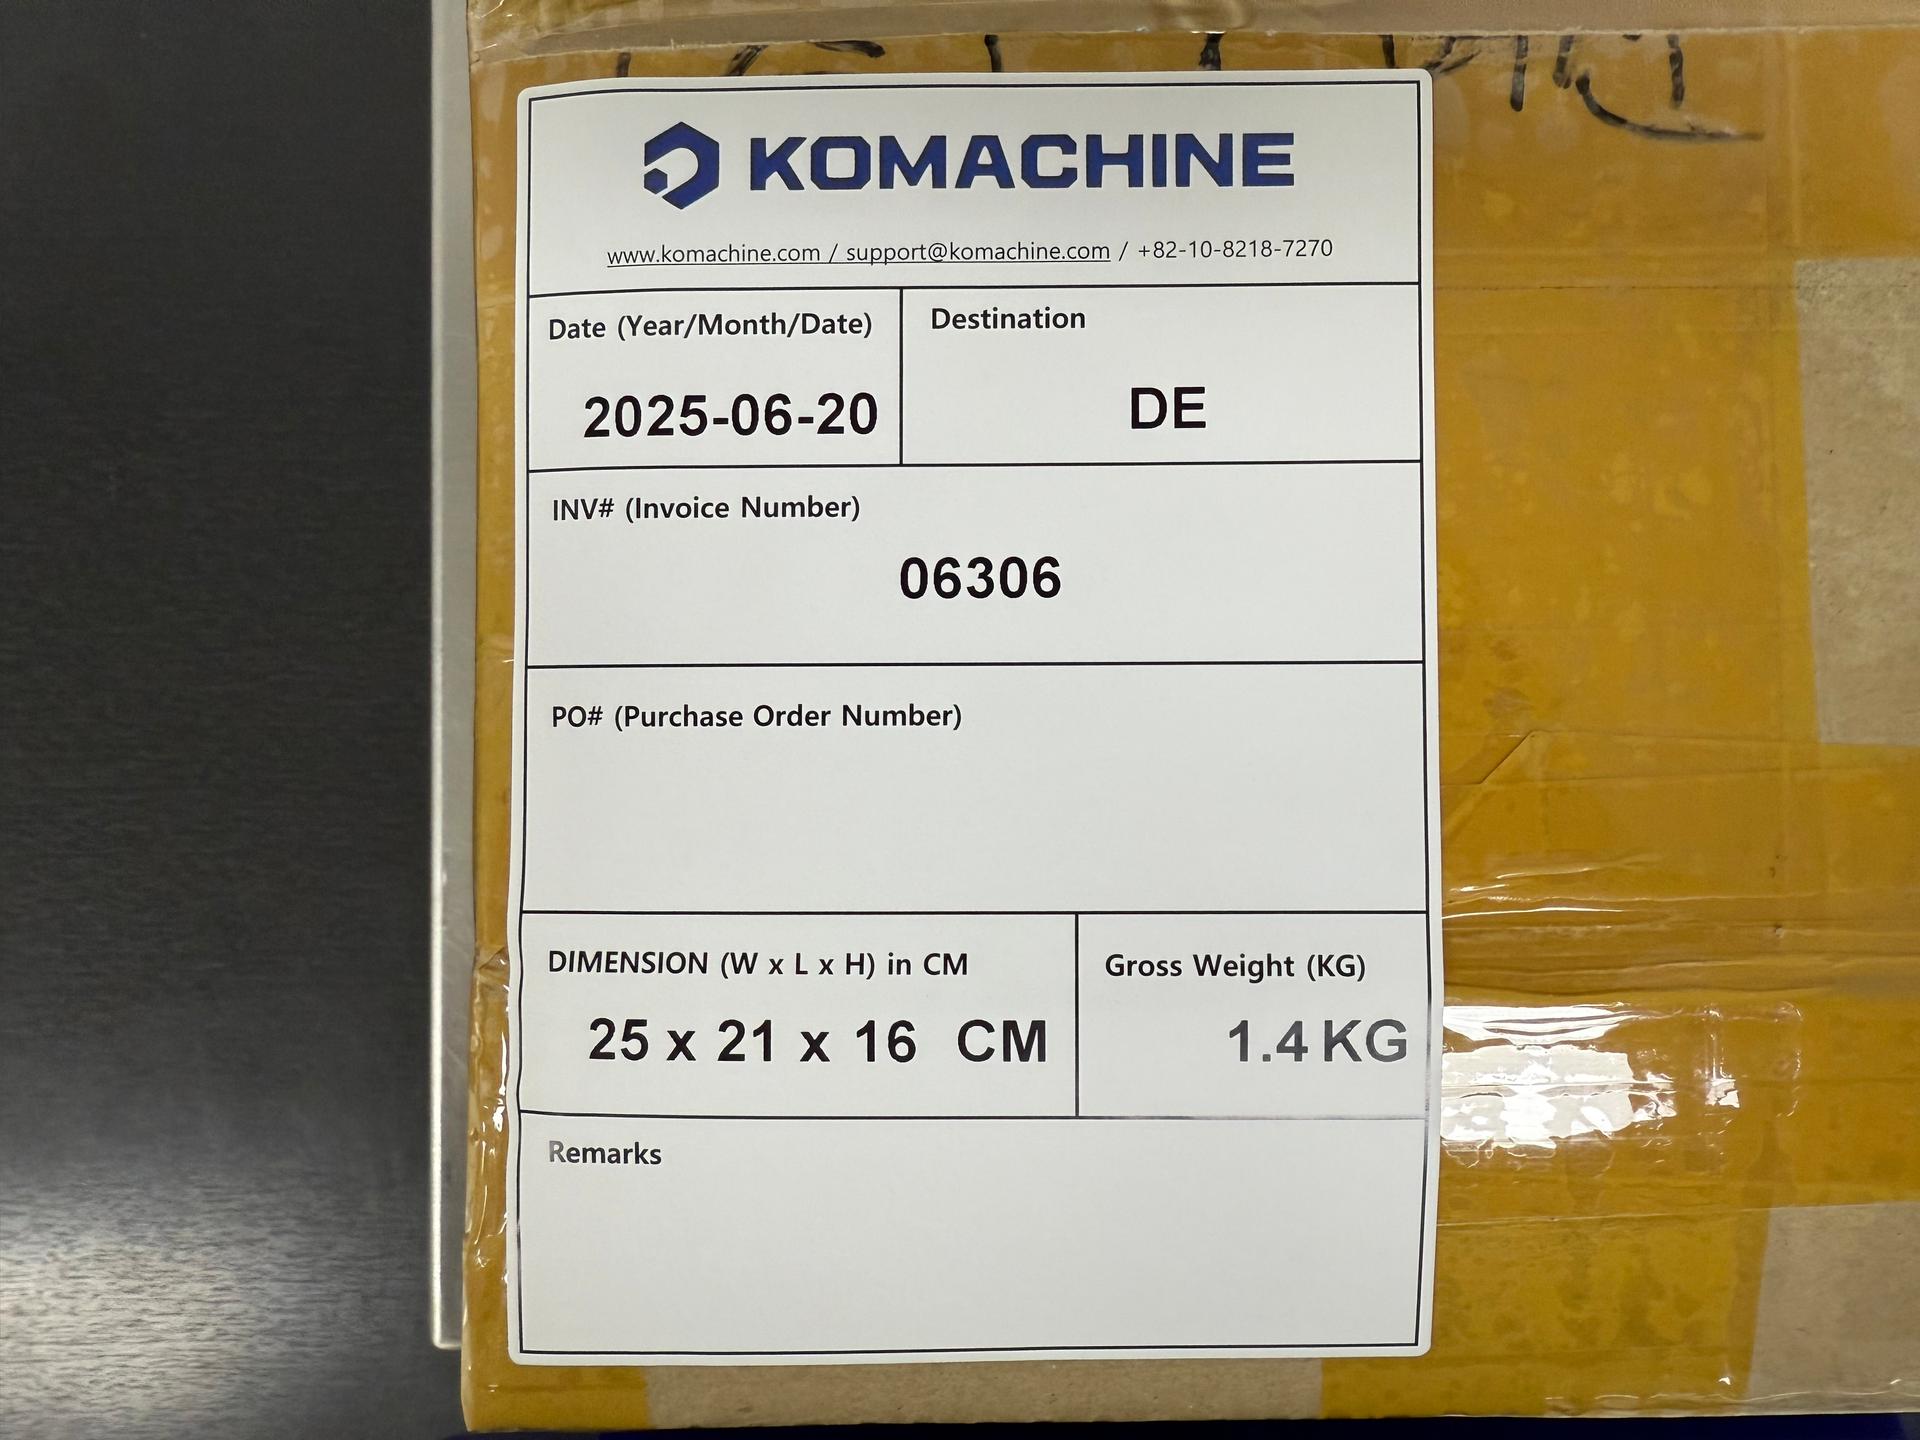 KOMACHINE
www.komachine.com / support@komachine.com / +82-10-8218-7270
Date (Year/Month/Date)
2025-06-20
Destination
DE
INV# (Invoice Number)
06306
PO# (Purchase Order Number)
DIMENSION (W x L x H) in CM
25 x 21 x 16 CM
Gross Weight (KG)
1.4 KG
Remarks